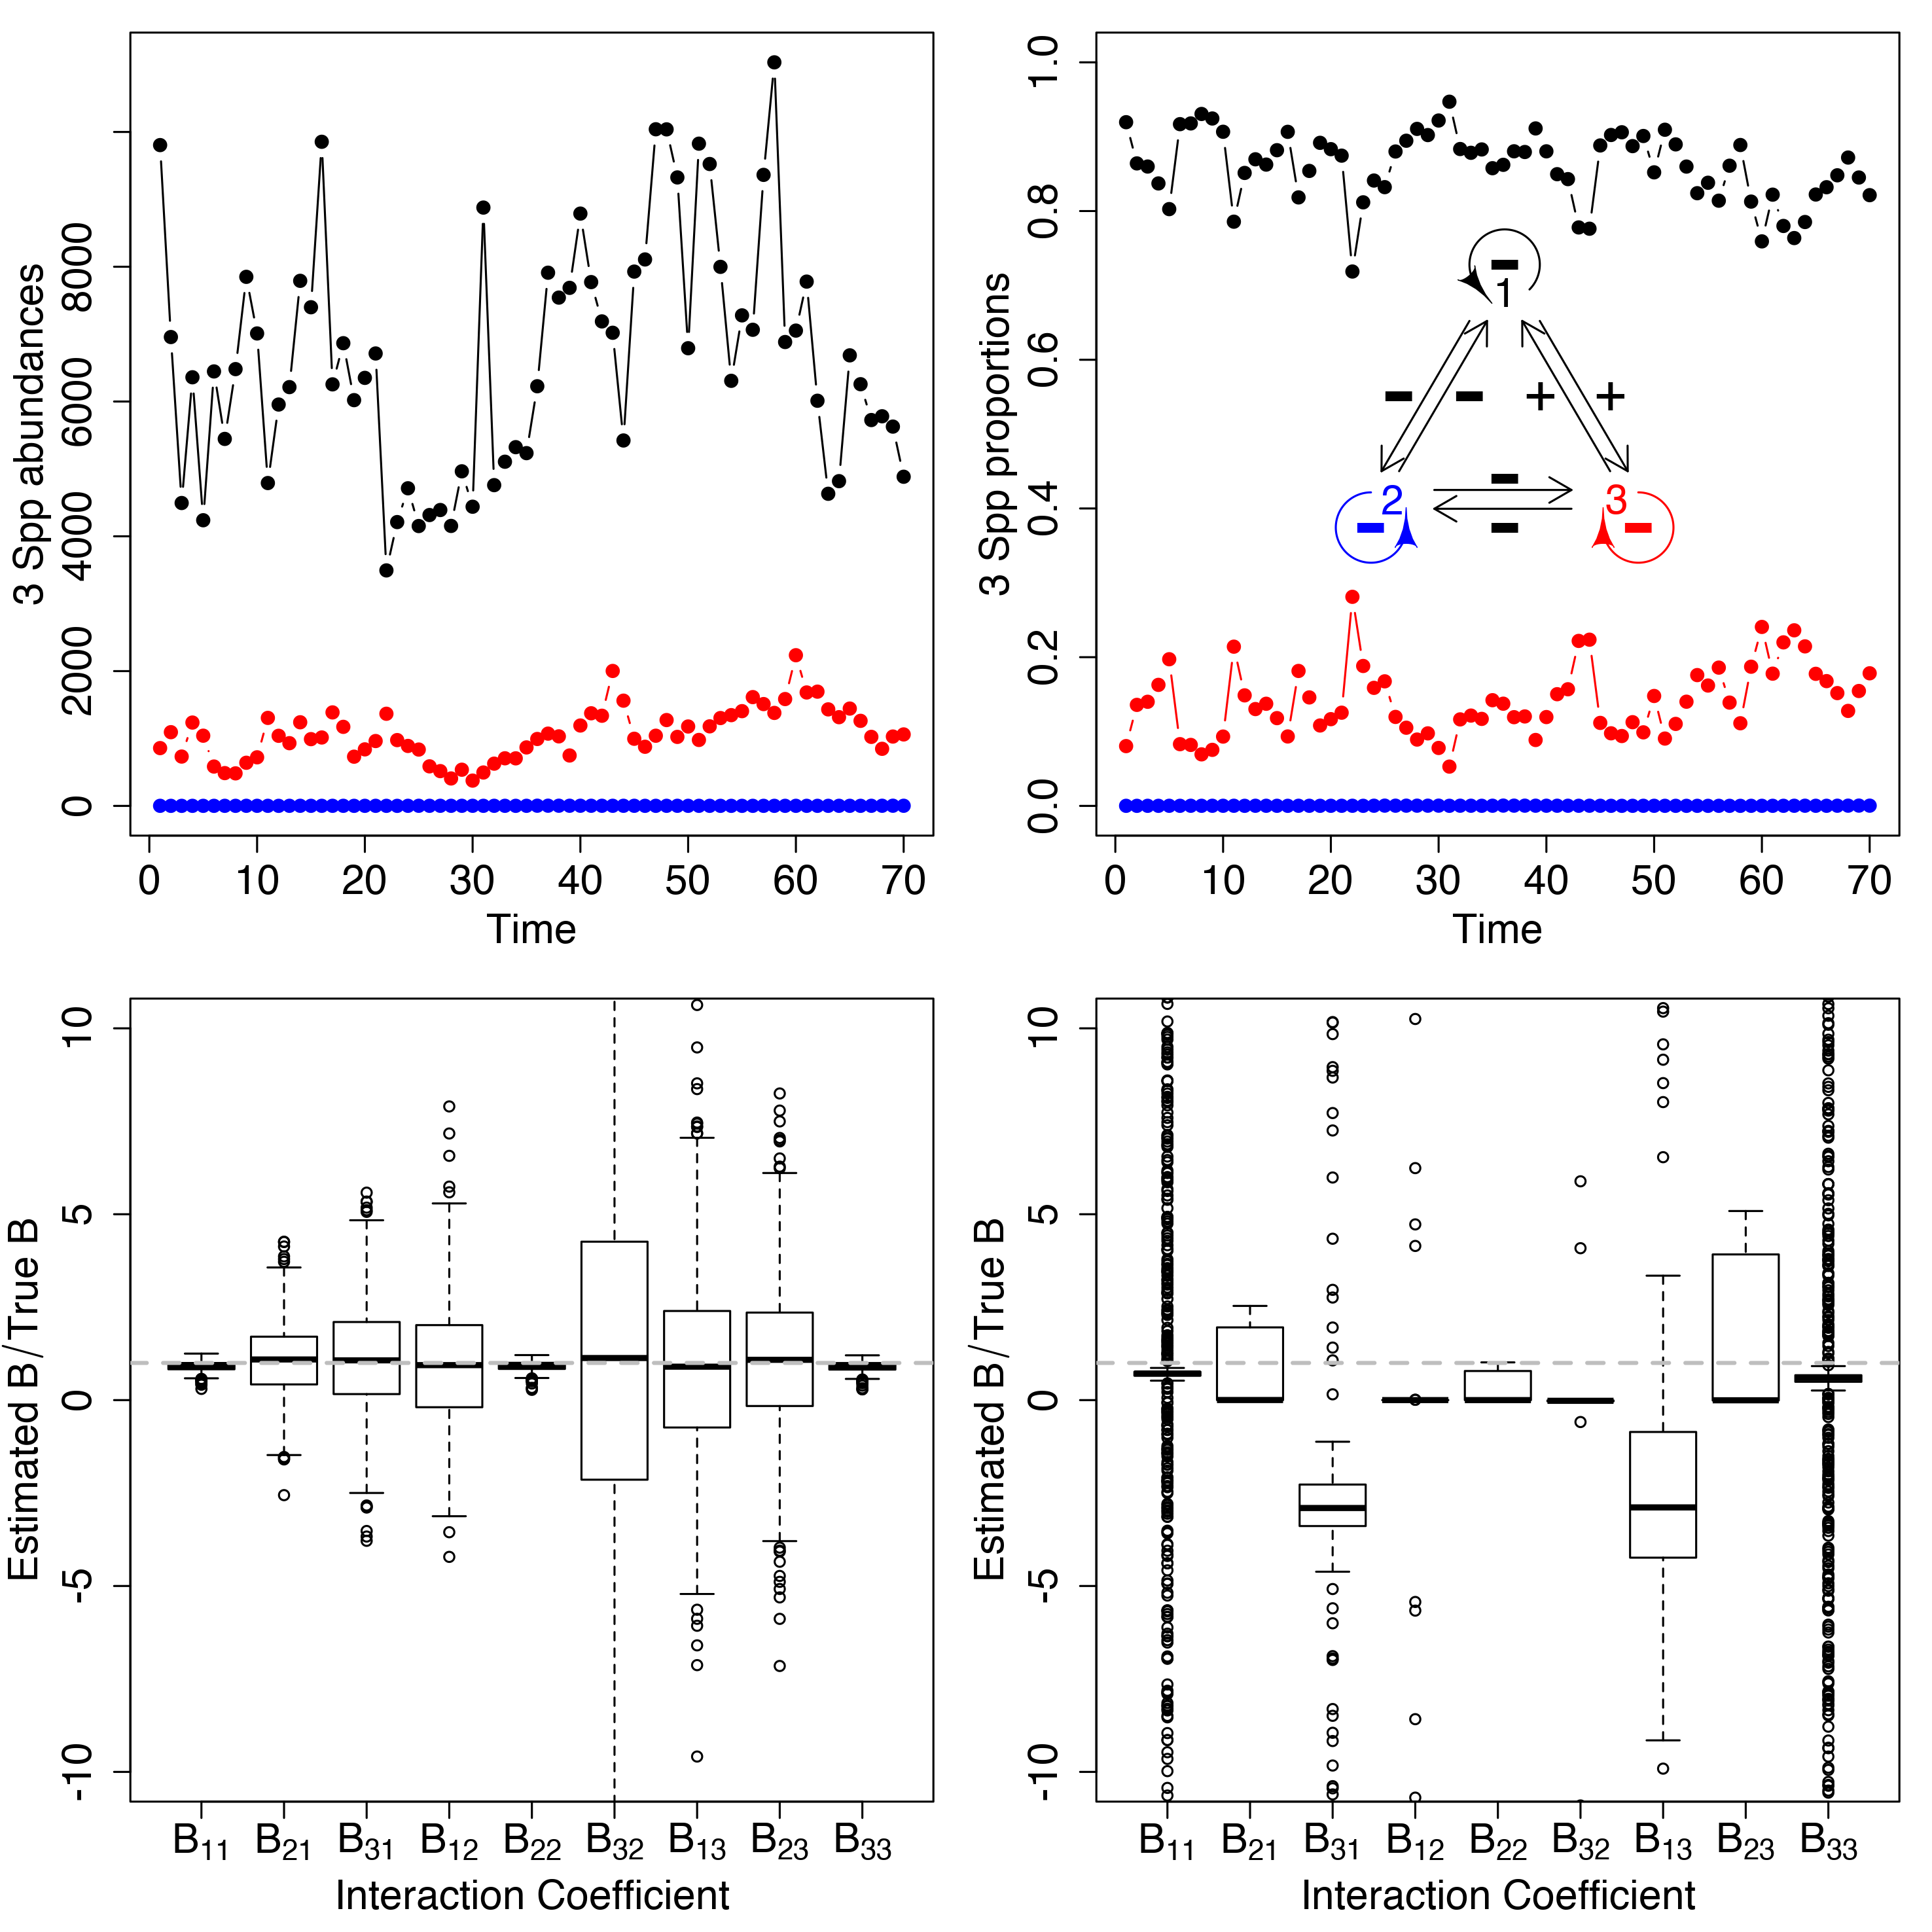 3 Spp abundances
0 2000 4000 6000 8000
0 10 20 30 40 50 60 70
Time
3 Spp proportions
0.0 0.2 0.4 0.6 0.8 1.0
-
1
- - + +
2 - 3
- - -
0 10 20 30 40 50 60 70
Time
Estimated B / True B
-10 -5 0 5 10
B11 B21 B31 B12 B22 B32 B13 B23 B33
Interaction Coefficient
Estimated B / True B
-10 -5 0 5 10
B11 B21 B31 B12 B22 B32 B13 B23 B33
Interaction Coefficient